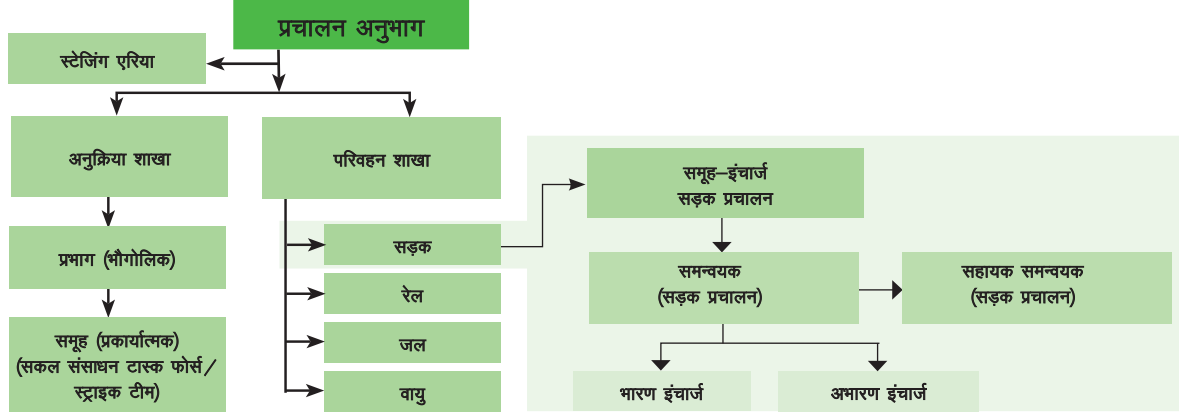 प्रचालन अनुभाग
स्टेजिंग एरिया
अनुक्रिया शाखा
परिवहन शाखा
प्रभाग (भौगोलिक)
समूह (प्रकार्यात्मक)
(सकल संसाधन टास्क फोर्स/
स्ट्राइक टीम)
सड़क
रेल
जल
वायु
समूह–इंचार्ज
सड़क प्रचालन
समन्वयक
(सड़क प्रचालन)
सहायक समन्वयक
(सड़क प्रचालन)
भारण इंचार्ज
अभारण इंचार्ज